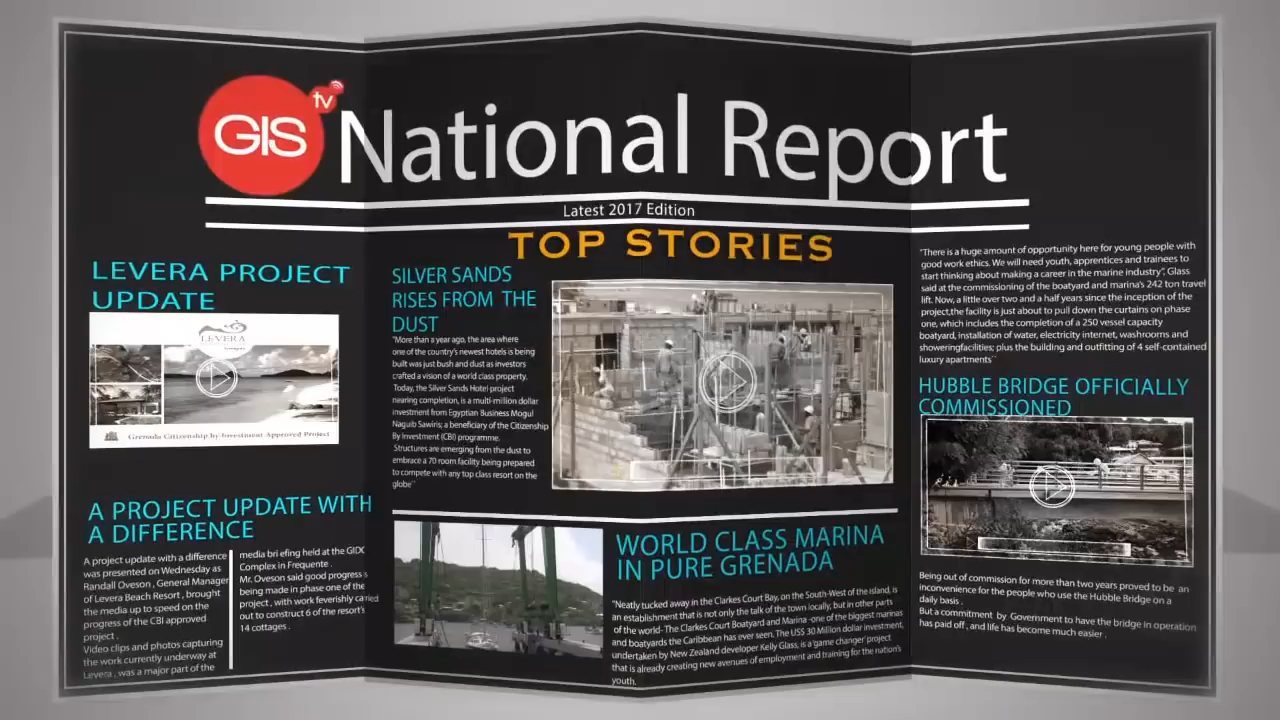 GIS tv
National Report
Latest 2017 Edition
TOP STORIES
LEVERA PROJECT
UPDATE
LEVERA
Grenada Citizenship by Investment Approved Project
A PROJECT UPDATE WITH
A DIFFERENCE
A project update with a difference
was presented on Wednesday as
Randall Oveson , General Manager
of Levera Beach Resort , brought
the media up to speed on the
progress of the CBI approved
project .
Video clips and photos capturing
the work currently underway at
Levera , was a major part of the
media bri efing held at the GIDC
Complex in Frequente .
Mr. Oveson said good progress s
being made in phase one of the
project , with work feverishly carried
out to construct 6 of the resort's
14 cottages .
SILVER SANDS
RISES FROM THE
DUST
"More than a year ago, the area where
one of the country's newest hotels is being
built was just bush and dust as investors
crafted a vision of a world class property.
Today, the Silver Sands Hotel project
nearing completion, is a multi-million dollar
investment from Egyptian Business Mogul
Naguib Sawiris; a beneficiary of the Citizenship
By Investment (CBI) programme.
Structures are emerging from the dust to
embrace a 70 room facility being prepared
to compete with any top class resort on the
globe"
WORLD CLASS MARINA
IN PURE GRENADA
"Neatly tucked away in the Clarkes Court Bay, on the South-West of the island, is
an establishment that is not only the talk of the town locally, but in other parts
of the world- The Clarkes Court Boatyard and Marina -one of the biggest marinas
and boatyards the Caribbean has ever seen. The US$ 30 Million dollar investment,
undertaken by New Zealand developer Kelly Glass, is a 'game changer' project
that is already creating new avenues of employment and training for the nation's
youth.
"There is a huge amount of opportunity here for young people with
good work ethics. We will need youth, apprentices and trainees to
start thinking about making a career in the marine industry", Glass
said at the commissioning of the boatyard and marina's 242 ton travel
lift. Now, a little over two and a half years since the inception of the
project,the facility is just about to pull down the curtains on phase
one, which includes the completion of a 250 vessel capacity
boatyard, installation of water, electricity internet, washrooms and
showeringfacilities; plus the building and outfitting of 4 self-contained
luxury apartments"
HUBBLE BRIDGE OFFICIALLY
COMMISSIONED
Being out of commission for more than two years proved to be an
inconvenience for the people who use the Hubble Bridge on a
daily basis .
But a commitment by Government to have the bridge in operation
has paid off , and life has become much easier .